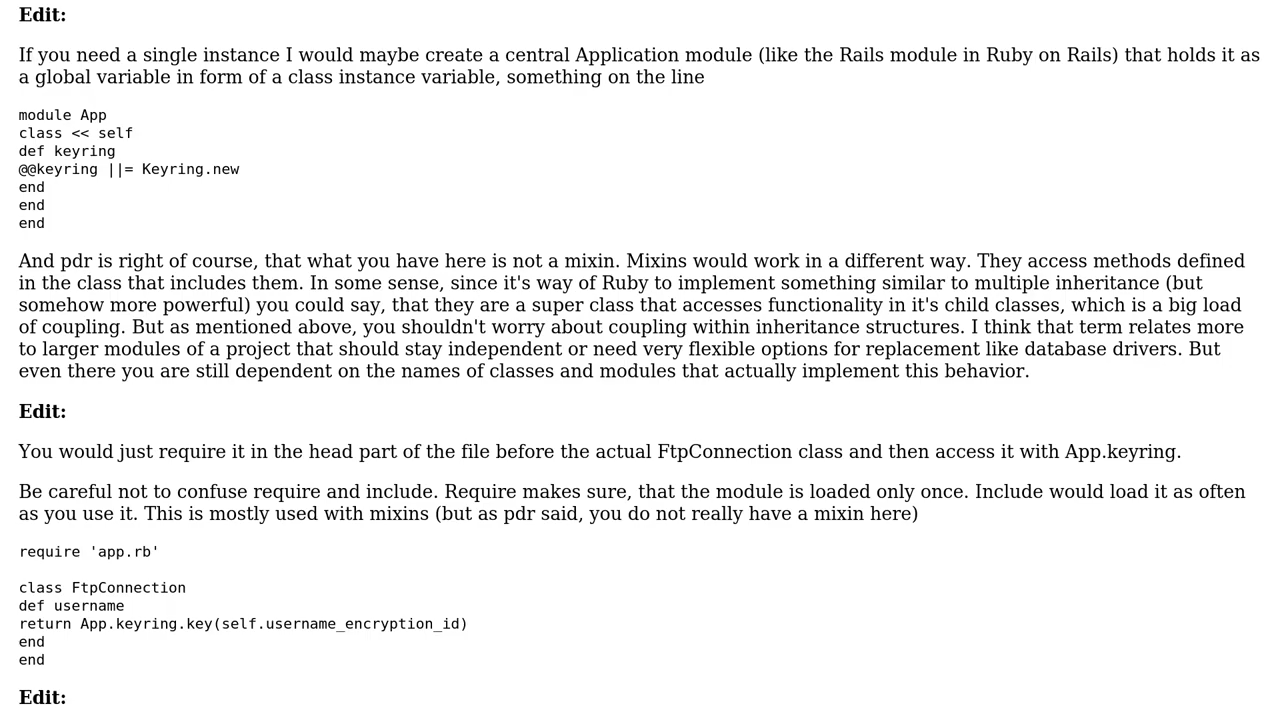 Edit:
If you need a single instance I would maybe create a central Application module (like the Rails module in Ruby on Rails) that holds it as
a global variable in form of a class instance variable, something on the line
module App
class << self
def keyring
@@keyring ||= Keyring.new
end
end
end
And pdr is right of course, that what you have here is not a mixin. Mixins would work in a different way. They access methods defined
in the class that includes them. In some sense, since it's way of Ruby to implement something similar to multiple inheritance (but
somehow more powerful) you could say, that they are a super class that accesses functionality in it's child classes, which is a big load
of coupling. But as mentioned above, you shouldn't worry about coupling within inheritance structures. I think that term relates more
to larger modules of a project that should stay independent or need very flexible options for replacement like database drivers. But
even there you are still dependent on the names of classes and modules that actually implement this behavior.
Edit:
You would just require it in the head part of the file before the actual FtpConnection class and then access it with App.keyring.
Be careful not to confuse require and include. Require makes sure, that the module is loaded only once. Include would load it as often
as you use it. This is mostly used with mixins (but as pdr said, you do not really have a mixin here)
require 'app.rb'
class FtpConnection
def username
return App.keyring.key(self.username_encryption_id)
end
end
Edit: